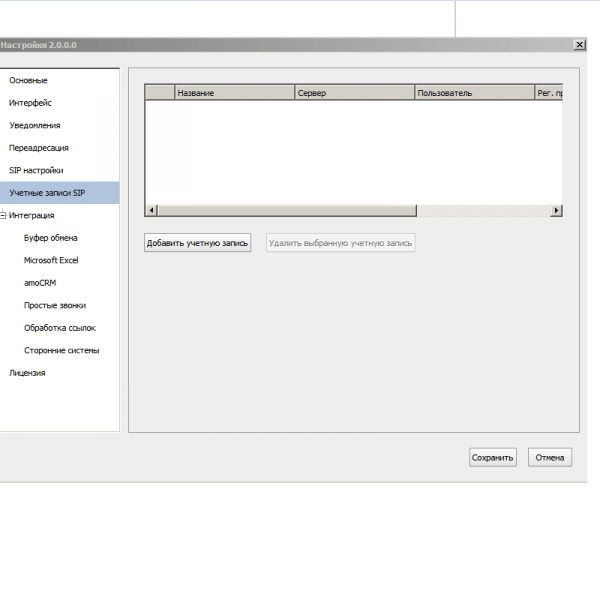 Настройки 2.0.0.0
Основные
Интерфейс
Уведомления
Переадресация
SIP настройки
Учетные записи SIP
Интеграция
Буфер обмена
Microsoft Excel
amoCRM
Простые звонки
Обработка ссылок
Сторонние системы
Лицензия
Название Сервер Пользователь Рег.
Добавить учетную запись Удалить выбранную учетную запись
Сохранить Отмена